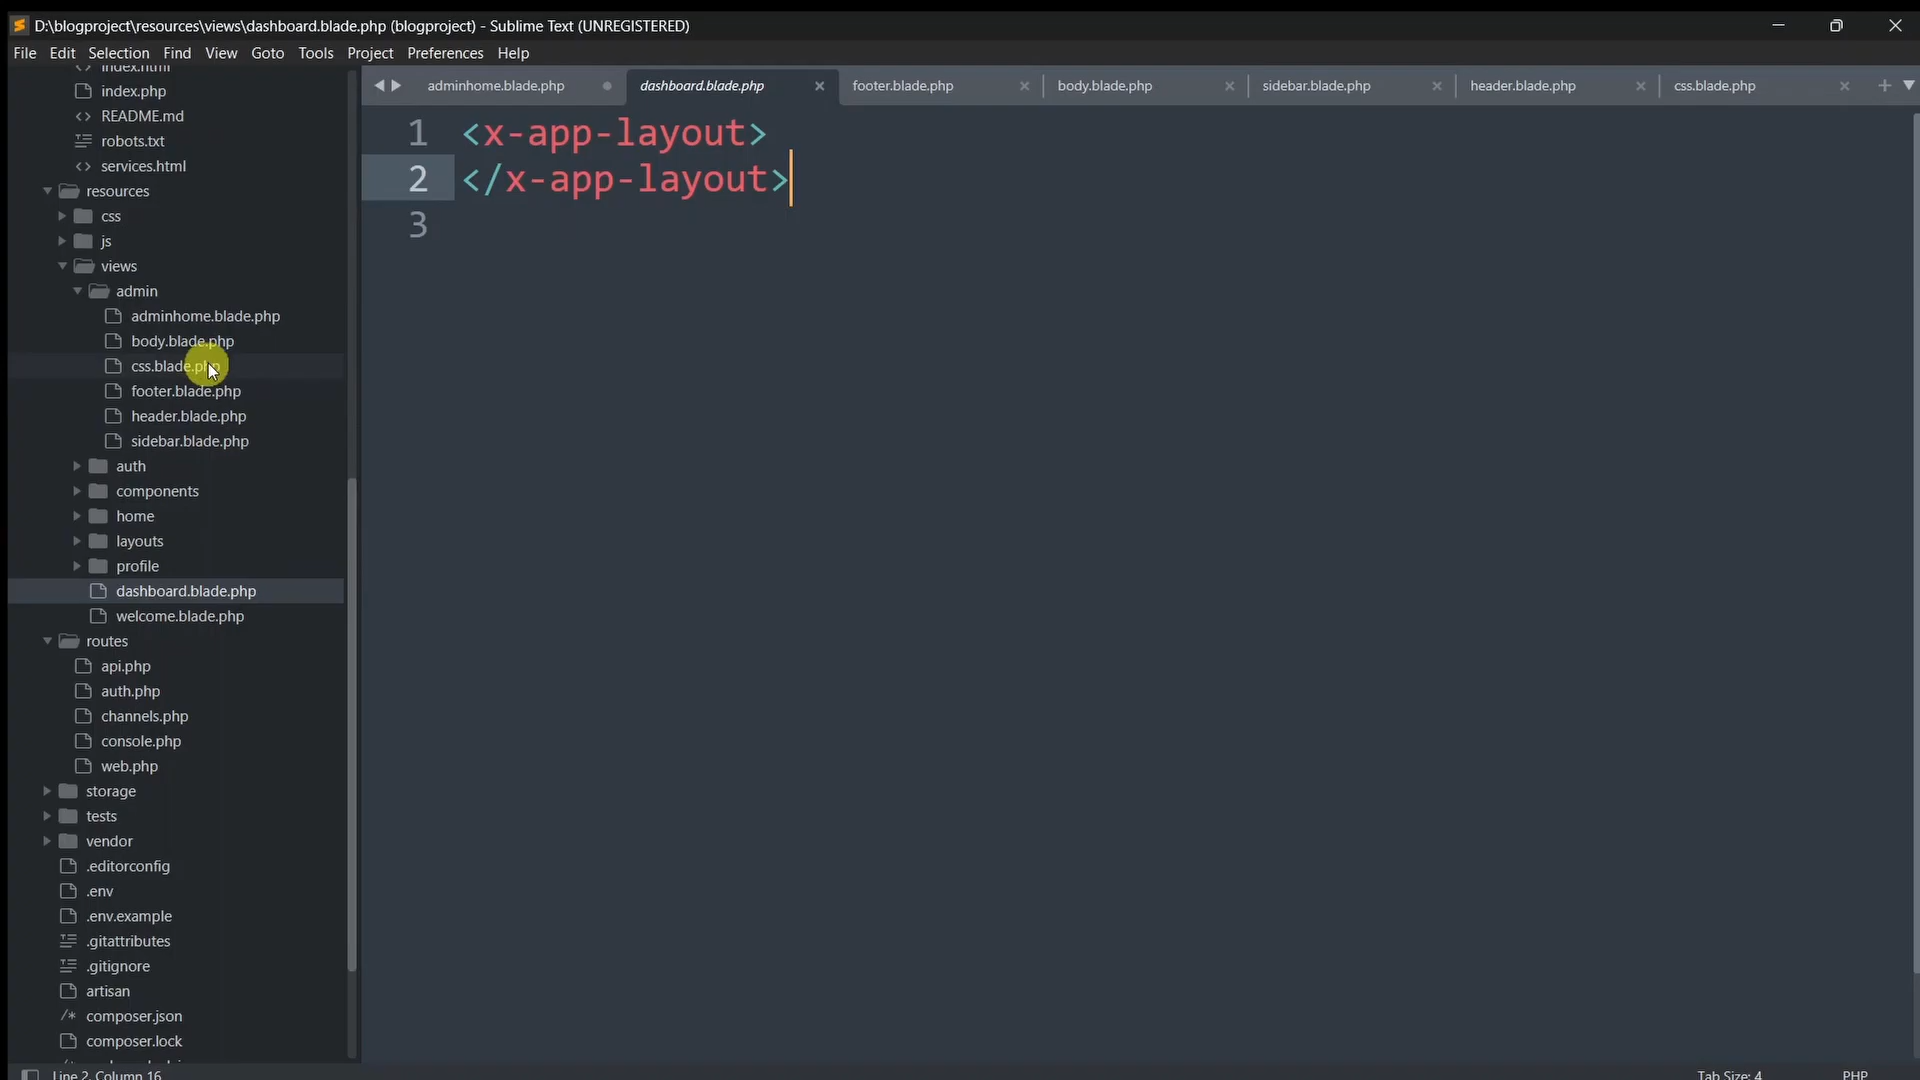 D:\blogproject\resources\views\dashboard.blade.php (blogproject) - Sublime Text (UNREGISTERED)
File Edit Selection Find View Goto Tools Project Preferences Help
adminhome.blade.php dashboard.blade.php footer.blade.php body.blade.php sidebar.blade.php header.blade.php css.blade.php
index.html
index.php
README.md
robots.txt
services.html
resources
css
js
views
admin
adminhome.blade.php
body.blade.php
css.blade.php
footer.blade.php
header.blade.php
sidebar.blade.php
auth
components
home
layouts
profile
dashboard.blade.php
welcome.blade.php
routes
api.php
auth.php
channels.php
console.php
web.php
storage
tests
vendor
.editorconfig
.env
.env.example
.gitattributes
.gitignore
artisan
composer.json
composer.lock
1 <x-app-layout>
2 </x-app-layout>
3
Line 2, Column 16
Tab Size: 4 PHP